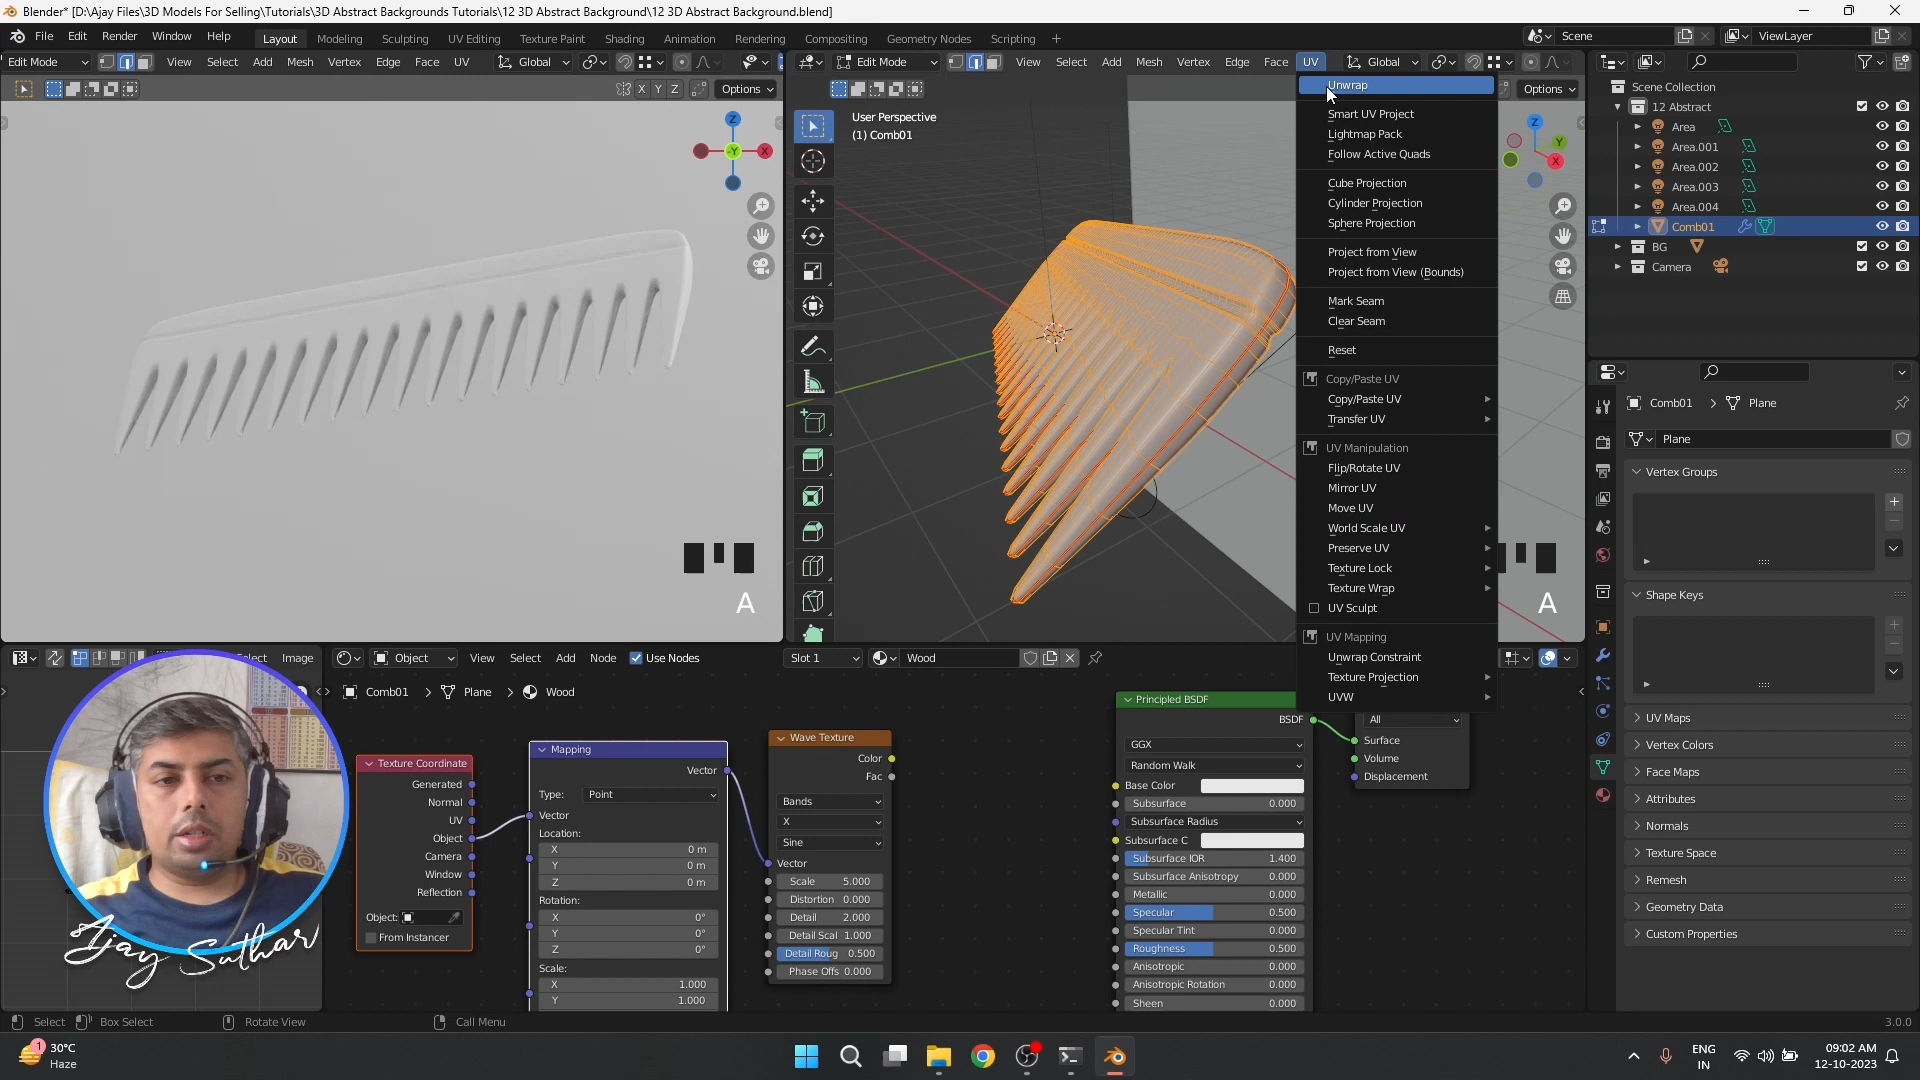 Blender* [D:\Ajay Files\3D Models For Selling\Tutorials\3D Abstract Backgrounds Tutorials\12 3D Abstract Background\12 3D Abstract Background.blend]
File Edit Render Window Help Layout Modeling Sculpting UV Editing Texture Paint Shading Animation Rendering Compositing Geometry Nodes Scripting + Scene ViewLayer
Edit Mode View Select Add Mesh Vertex Edge Face UV Global
X Y Z Options
Edit Mode View Select Add Mesh Vertex Edge Face UV Global
Options
User Perspective
(1) Comb01
Z
-Y X
Z
Y
X
A
A
Unwrap
Smart UV Project
Lightmap Pack
Follow Active Quads
Cube Projection
Cylinder Projection
Sphere Projection
Project from View
Project from View (Bounds)
Mark Seam
Clear Seam
Reset
Copy/Paste UV
Copy/Paste UV
Transfer UV
UV Manipulation
Flip/Rotate UV
Mirror UV
Move UV
World Scale UV
Preserve UV
Texture Lock
Texture Wrap
UV Sculpt
UV Mapping
Unwrap Constraint
Texture Projection
UVW
Scene Collection
12 Abstract
Area
Area.001
Area.002
Area.003
Area.004
Comb01
BG
Camera
Comb01 > Plane
Plane
Vertex Groups
Shape Keys
UV Maps
Vertex Colors
Face Maps
Attributes
Normals
Texture Space
Remesh
Geometry Data
Custom Properties
Select Image
Object View Select Add Node Use Nodes Slot 1 Wood
Comb01 > Plane > Wood
Texture Coordinate
Generated
Normal
UV
Object
Camera
Window
Reflection
Object:
From Instancer
Mapping
Vector
Type: Point
Vector
Location:
X 0 m
Y 0 m
Z 0 m
Rotation:
X 0°
Y 0°
Z 0°
Scale:
X 1.000
Y 1.000
Wave Texture
Color
Fac
Bands
X
Sine
Vector
Scale 5.000
Distortion 0.000
Detail 2.000
Detail Scal 1.000
Detail Roug 0.500
Phase Offs 0.000
Principled BSDF
BSDF
GGX
Random Walk
Base Color
Subsurface 0.000
Subsurface Radius
Subsurface C
Subsurface IOR 1.400
Subsurface Anisotropy 0.000
Metallic 0.000
Specular 0.500
Specular Tint 0.000
Roughness 0.500
Anisotropic 0.000
Anisotropic Rotation 0.000
Sheen 0.000
All
Surface
Volume
Displacement
Ajay Suthar
Select Box Select Rotate View Call Menu 3.0.0
1
30°C
Haze
ENG
IN
09:02 AM
12-10-2023